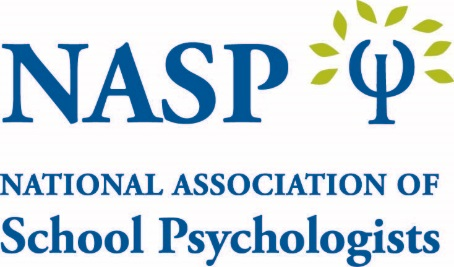 NASP
NATIONAL ASSOCIATION OF
School Psychologists